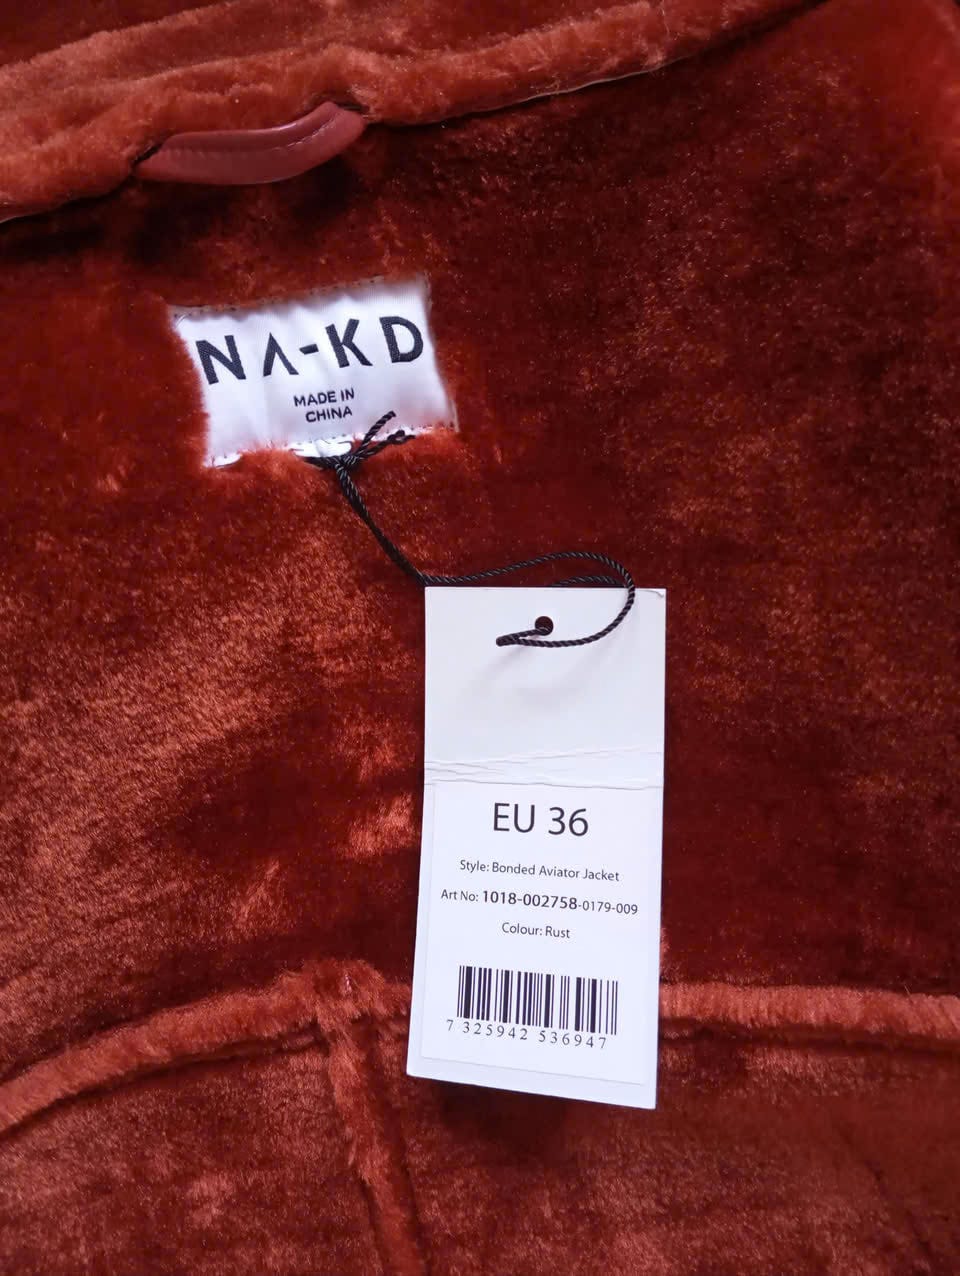 NA-KD
MADE IN
CHINA
EU 36
Style: Bonded Aviator Jacket
Art No: 1018-002758-0179-009
Colour: Rust
7 325942 536947